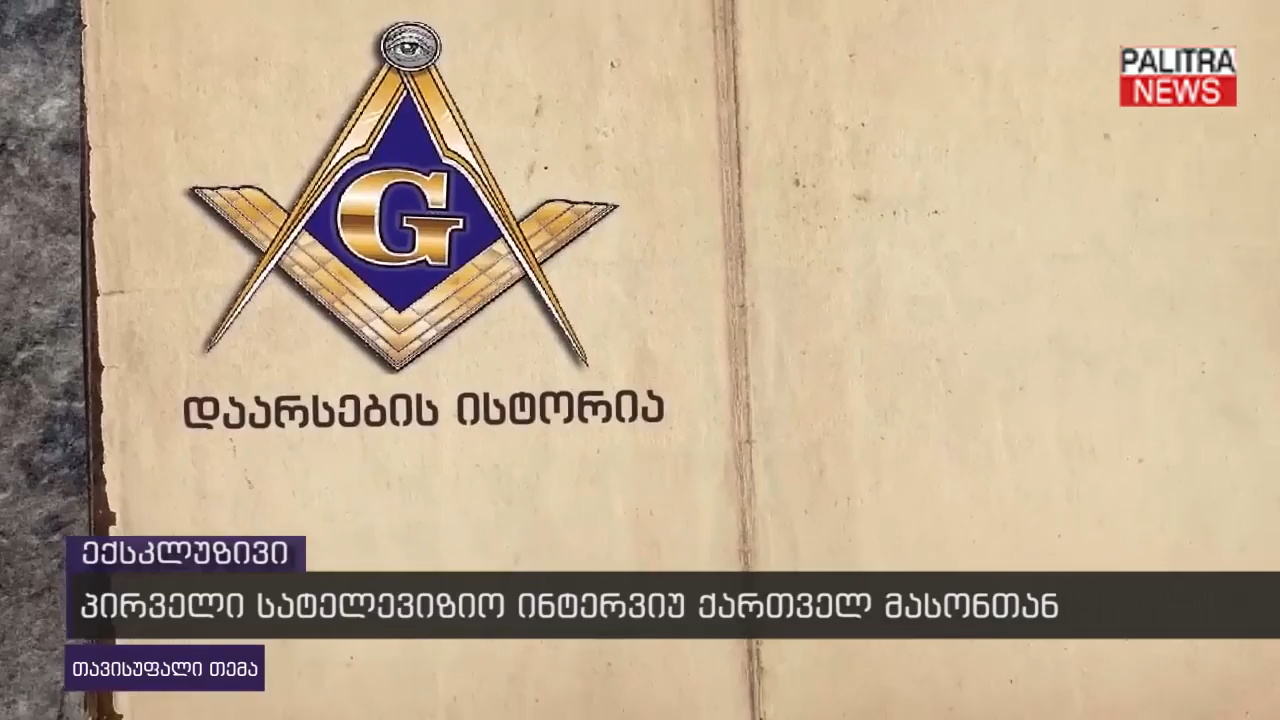 PALITRA
NEWS
G
დაარსების ისტორია
ექსკლუზივი
პირველი სატელევიზიო ინტერვიუ ქართველ მასონთან
თავისუფალი თემა